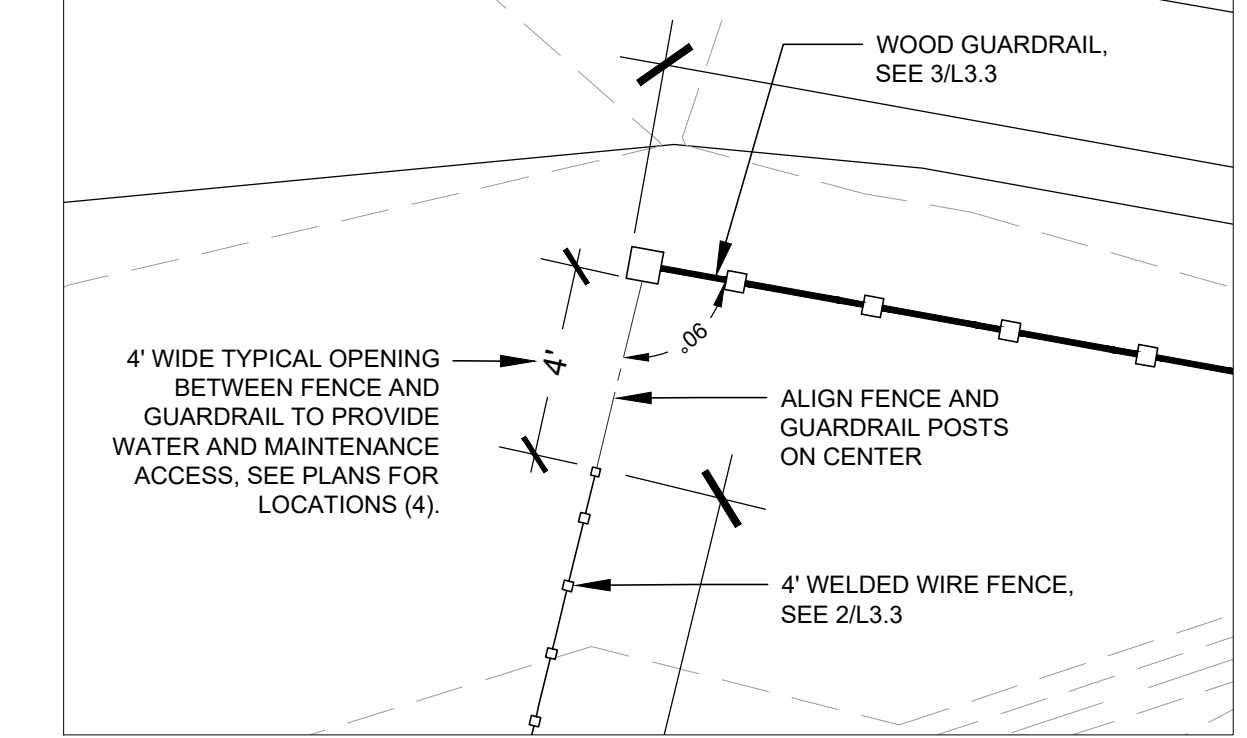 WOOD GUARDRAIL,
SEE 3/L3.3
4' WIDE TYPICAL OPENING
BETWEEN FENCE AND
GUARDRAIL TO PROVIDE
WATER AND MAINTENANCE
ACCESS, SEE PLANS FOR
LOCATIONS (4).
4'
90°
ALIGN FENCE AND
GUARDRAIL POSTS
ON CENTER
4' WELDED WIRE FENCE,
SEE 2/L3.3